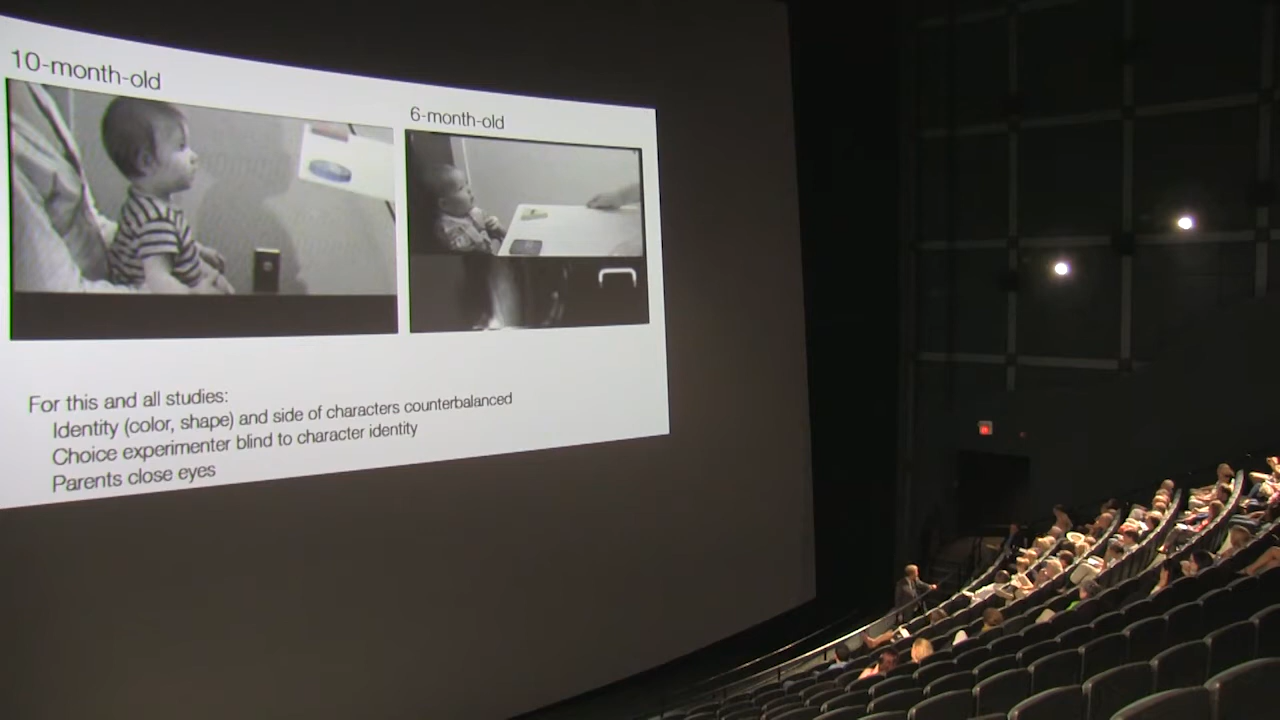 10-month-old
6-month-old
For this and all studies:
Identity (color, shape) and side of characters counterbalanced
Choice experimenter blind to character identity
Parents close eyes